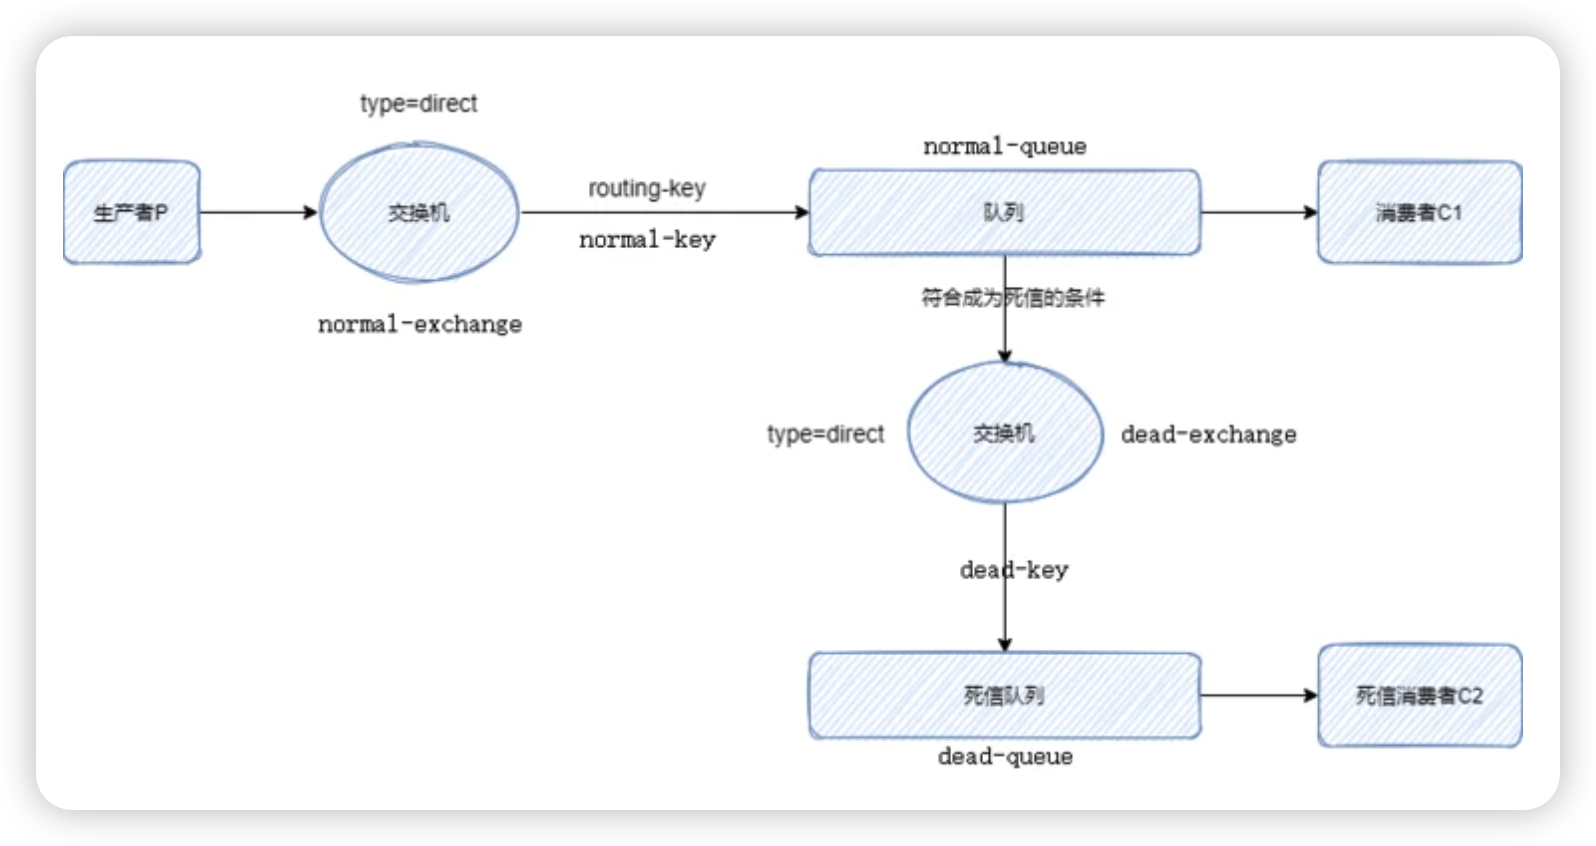 type=direct
生产者P
交换机
routing-key
normal-key
normal-exchange
normal-queue
队列
消费者C1
符合成为死信的条件
type=direct
交换机
dead-exchange
dead-key
死信队列
dead-queue
死信消费者C2